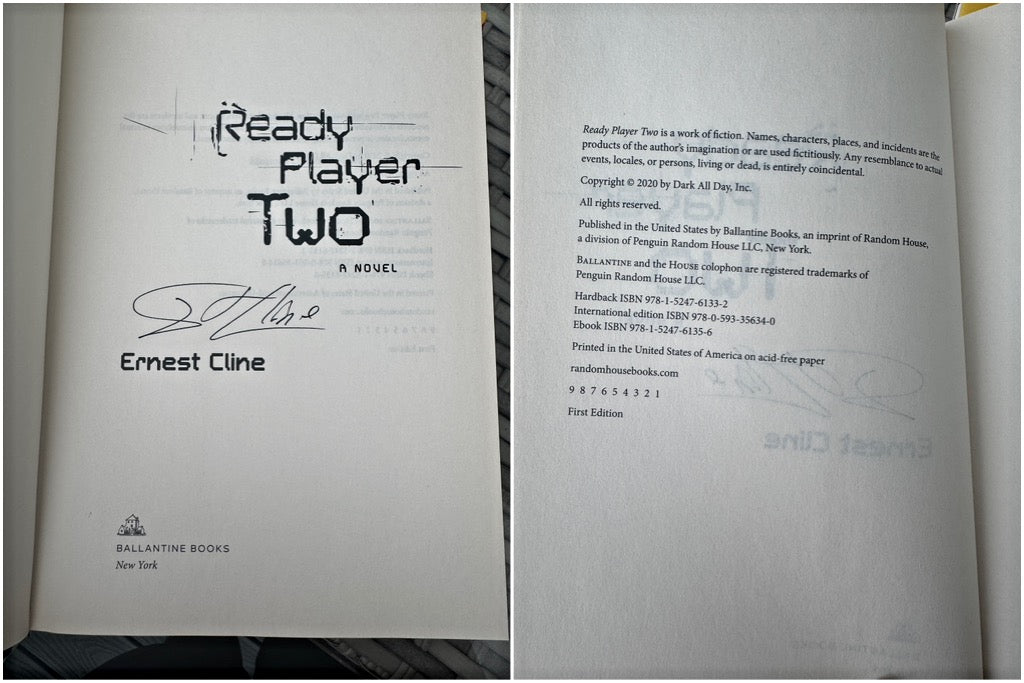 Ready
Player
Two
A NOVEL
Ernest Cline
BALLANTINE BOOKS
New York
Ready Player Two is a work of fiction. Names, characters, places, and incidents are the
products of the author's imagination or are used fictitiously. Any resemblance to actual
events, locales, or persons, living or dead, is entirely coincidental.
Copyright © 2020 by Dark All Day, Inc.
All rights reserved.
Published in the United States by Ballantine Books, an imprint of Random House,
a division of Penguin Random House LLC, New York.
BALLANTINE and the HOUSE colophon are registered trademarks of
Penguin Random House LLC.
Hardback ISBN 978-1-5247-6133-2
International edition ISBN 978-0-593-35634-0
Ebook ISBN 978-1-5247-6135-6
Printed in the United States of America on acid-free paper
randomhousebooks.com
9 8 7 6 5 4 3 2 1
First Edition